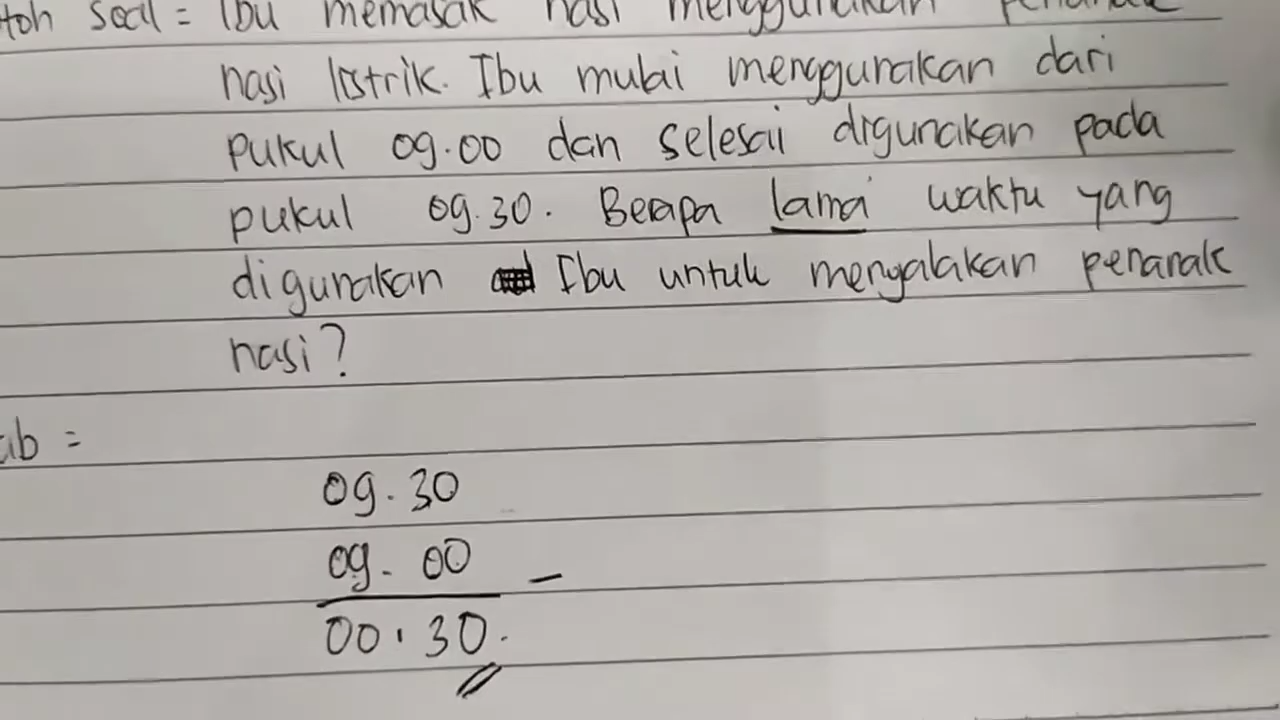 toh soal = Ibu memasak nasi menggunakan penanak
nasi listrik. Ibu mulai menggunakan dari
pukul 09.00 dan selesai digunakan pada
pukul 09.30. Berapa lama waktu yang
digunakan Ibu untuk menyalakan penanak
nasi?
ab =
09.30
09.00 -
00.30.